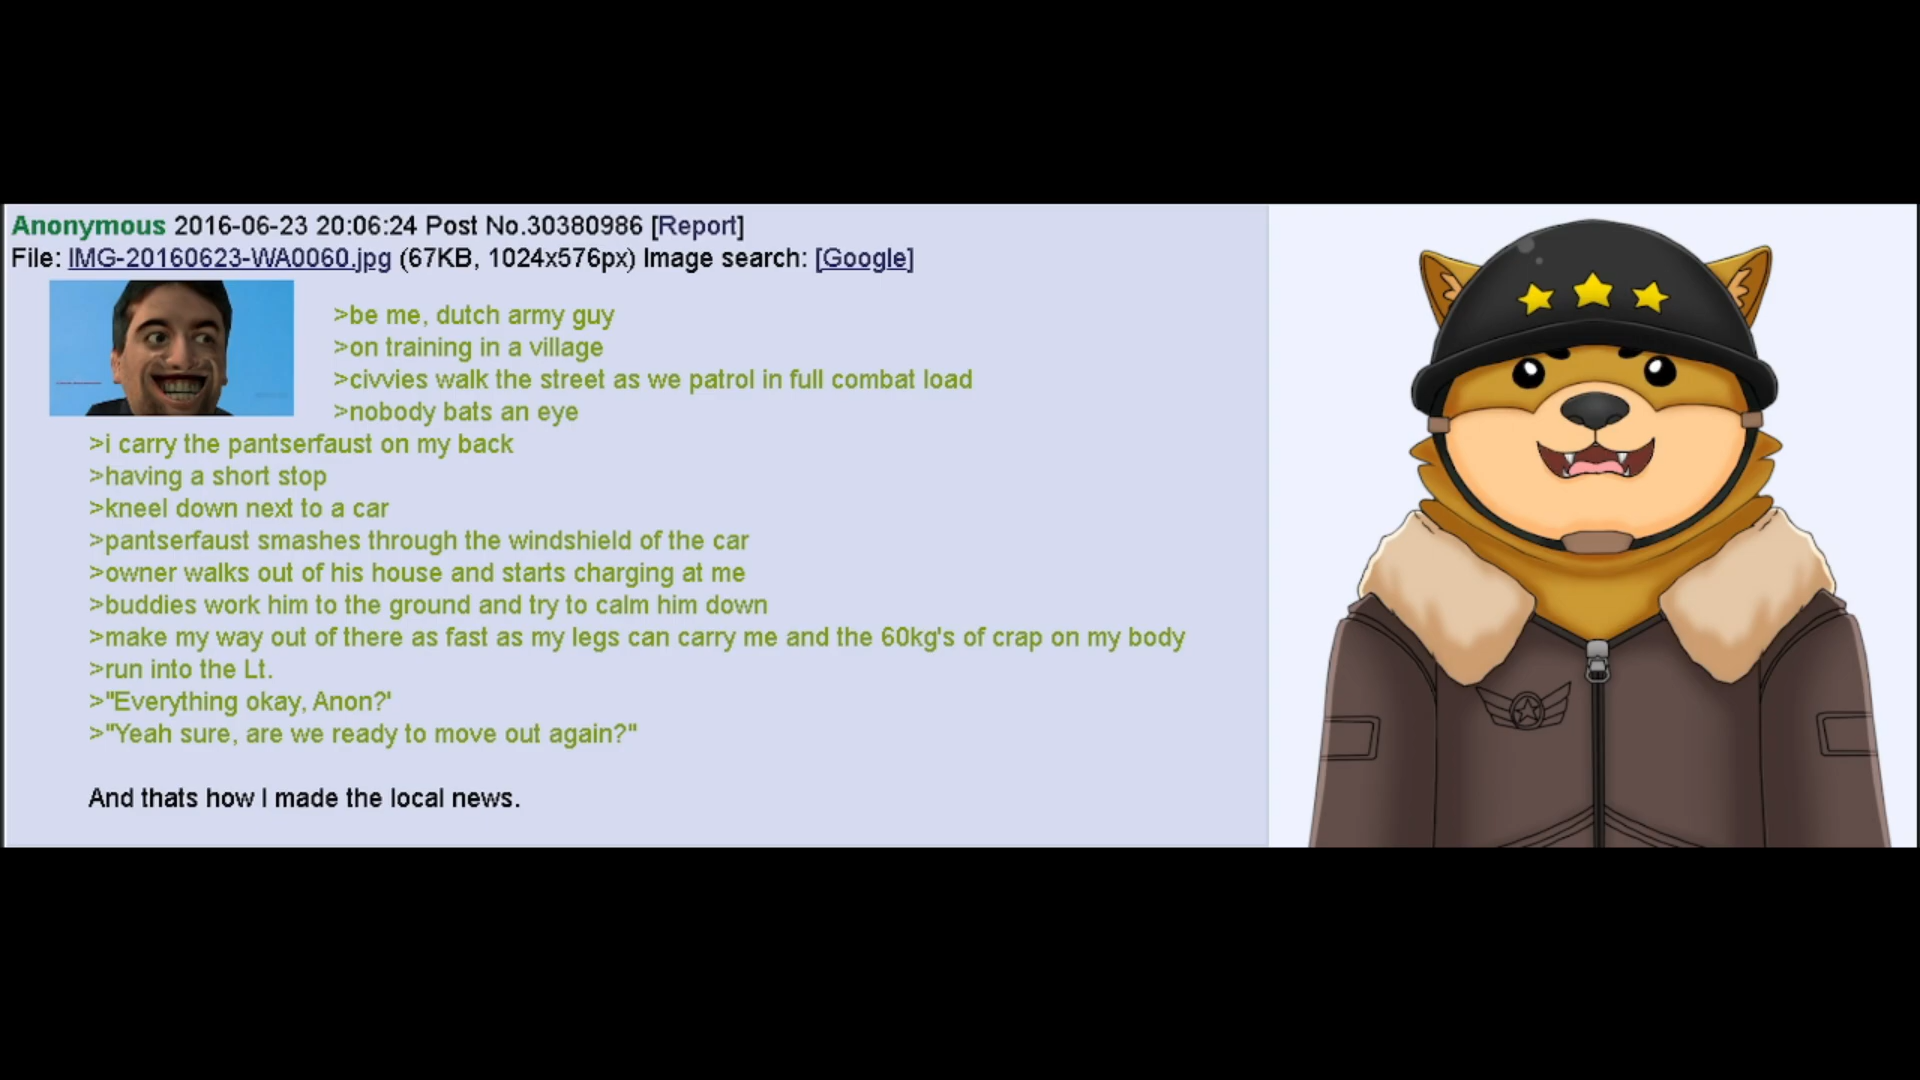 Anonymous 2016-06-23 20:06:24 Post No.30380986 [Report]
File: IMG-20160623-WA0060.jpg (67KB, 1024x576px) Image search: [Google]
>be me, dutch army guy
>on training in a village
>civvies walk the street as we patrol in full combat load
>nobody bats an eye
>i carry the pantserfaust on my back
>having a short stop
>kneel down next to a car
>pantserfaust smashes through the windshield of the car
>owner walks out of his house and starts charging at me
>buddies work him to the ground and try to calm him down
>make my way out of there as fast as my legs can carry me and the 60kg's of crap on my body
>run into the Lt.
>"Everything okay, Anon?'
>"Yeah sure, are we ready to move out again?"
And thats how I made the local news.